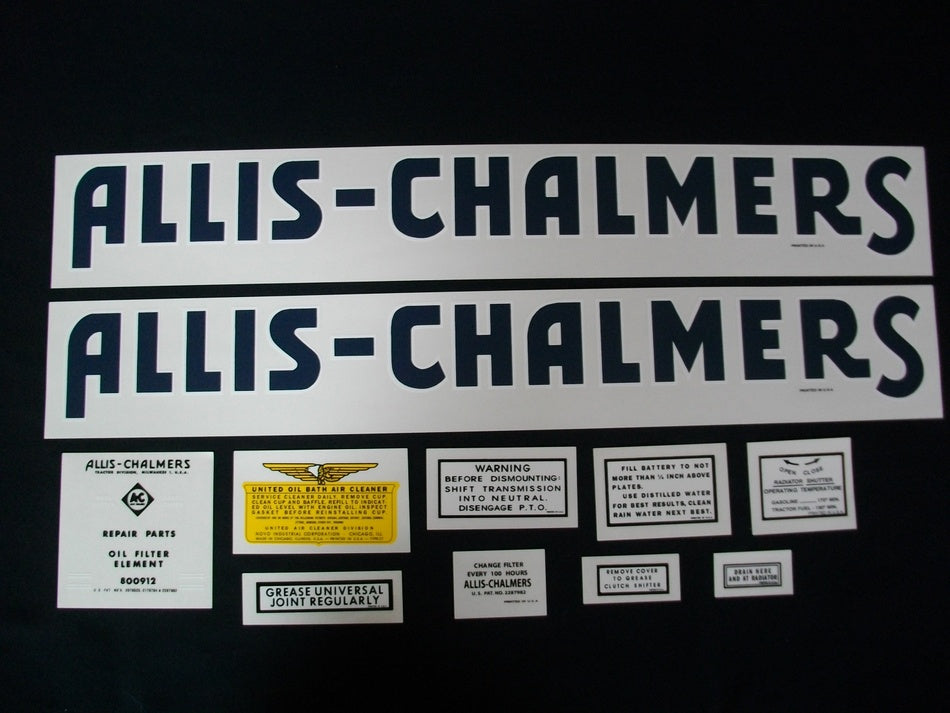 ALLIS-CHALMERS
PRINTED IN U.S.A.
ALLIS-CHALMERS
PRINTED IN U.S.A.
ALLIS-CHALMERS
TRACTOR DIVISION, MILWAUKEE 1, U.S.A.
AC
REPAIR PARTS
OIL FILTER
ELEMENT
800912
UNITED OIL BATH AIR CLEANER
SERVICE CLEANER DAILY. REMOVE CUP.
CLEAN CUP AND BAFFLE. REFILL TO INDICAT-
ED OIL LEVEL WITH ENGINE OIL. INSPECT
GASKET BEFORE REINSTALLING CUP.
UNITED AIR CLEANER DIVISION
NOVO INDUSTRIAL CORPORATION CHICAGO, ILL.
WARNING
BEFORE DISMOUNTING:
SHIFT TRANSMISSION
INTO NEUTRAL.
DISENGAGE P.T.O.
FILL BATTERY TO NOT
MORE THAN ½ INCH ABOVE
PLATES.
USE DISTILLED WATER
FOR BEST RESULTS, CLEAN
RAIN WATER NEXT BEST.
OPEN CLOSE
RADIATOR SHUTTER
OPERATING TEMPERATURE
GASOLINE
TRACTOR FUEL
GREASE UNIVERSAL
JOINT REGULARLY
CHANGE FILTER
EVERY 100 HOURS
ALLIS-CHALMERS
U.S. PAT. NO. 2287982
PRINTED IN U.S.A.
REMOVE COVER
TO GREASE
CLUTCH SHIFTER
DRAIN HERE
AND AT RADIATOR